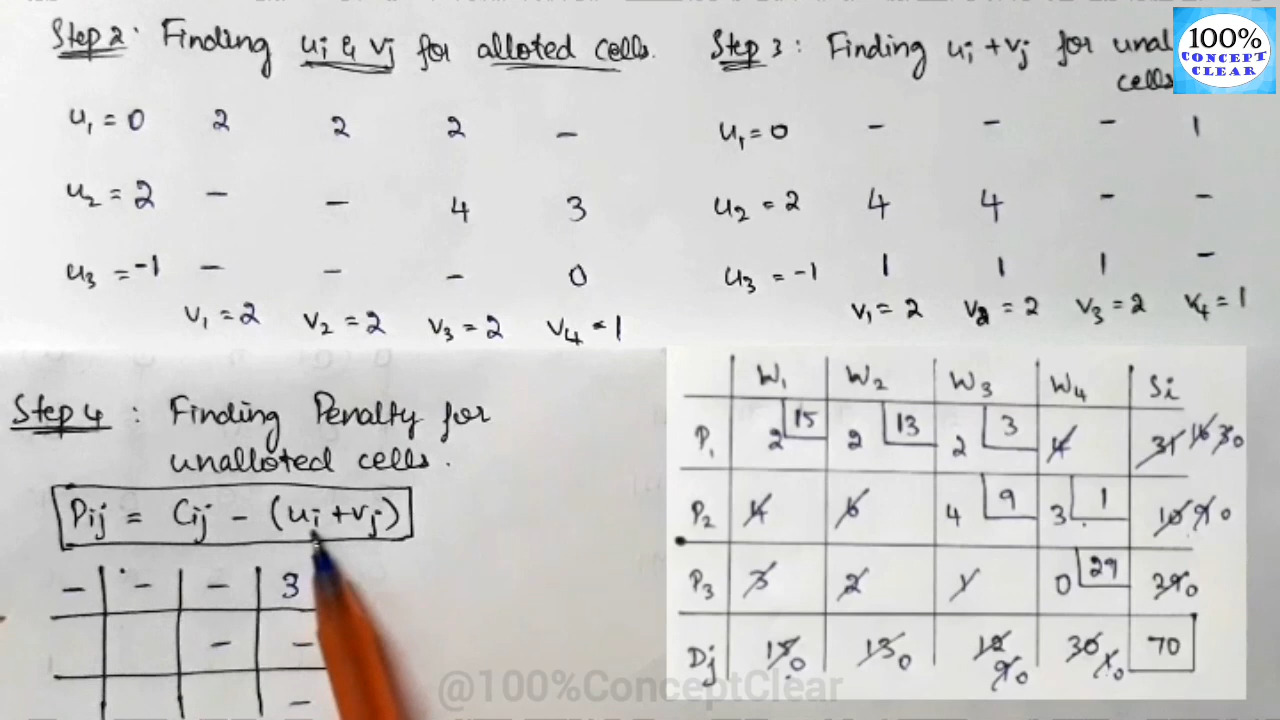 Step 2 : Finding ui & vj for alloted cells.
u1 = 0 2 2 2 -
u2 = 2 - - 4 3
u3 = -1 - - - 0
v1 = 2 v2 = 2 v3 = 2 v4 = 1
Step 3 : Finding ui + vj for unal
cells
u1 = 0 - - - 1
u2 = 2 4 4 - -
u3 = -1 1 1 1 -
v1 = 2 v2 = 2 v3 = 2 v4 = 1
100%
CONCEPT
CLEAR
Step 4 : Finding Penalty for
unalloted cells.
Pij = Cij - (ui + vj)
- - - 3
- -
-
W1 W2 W3 W4 Si
P1 2 15 2 13 2 3 4 31 16 3 0
P2 4 6 4 9 3 1 10 9 0
P3 3 2 1 0 29 0
Dj 15 0 13 0 12 9 0 30 1 0 70
@100%ConceptClear